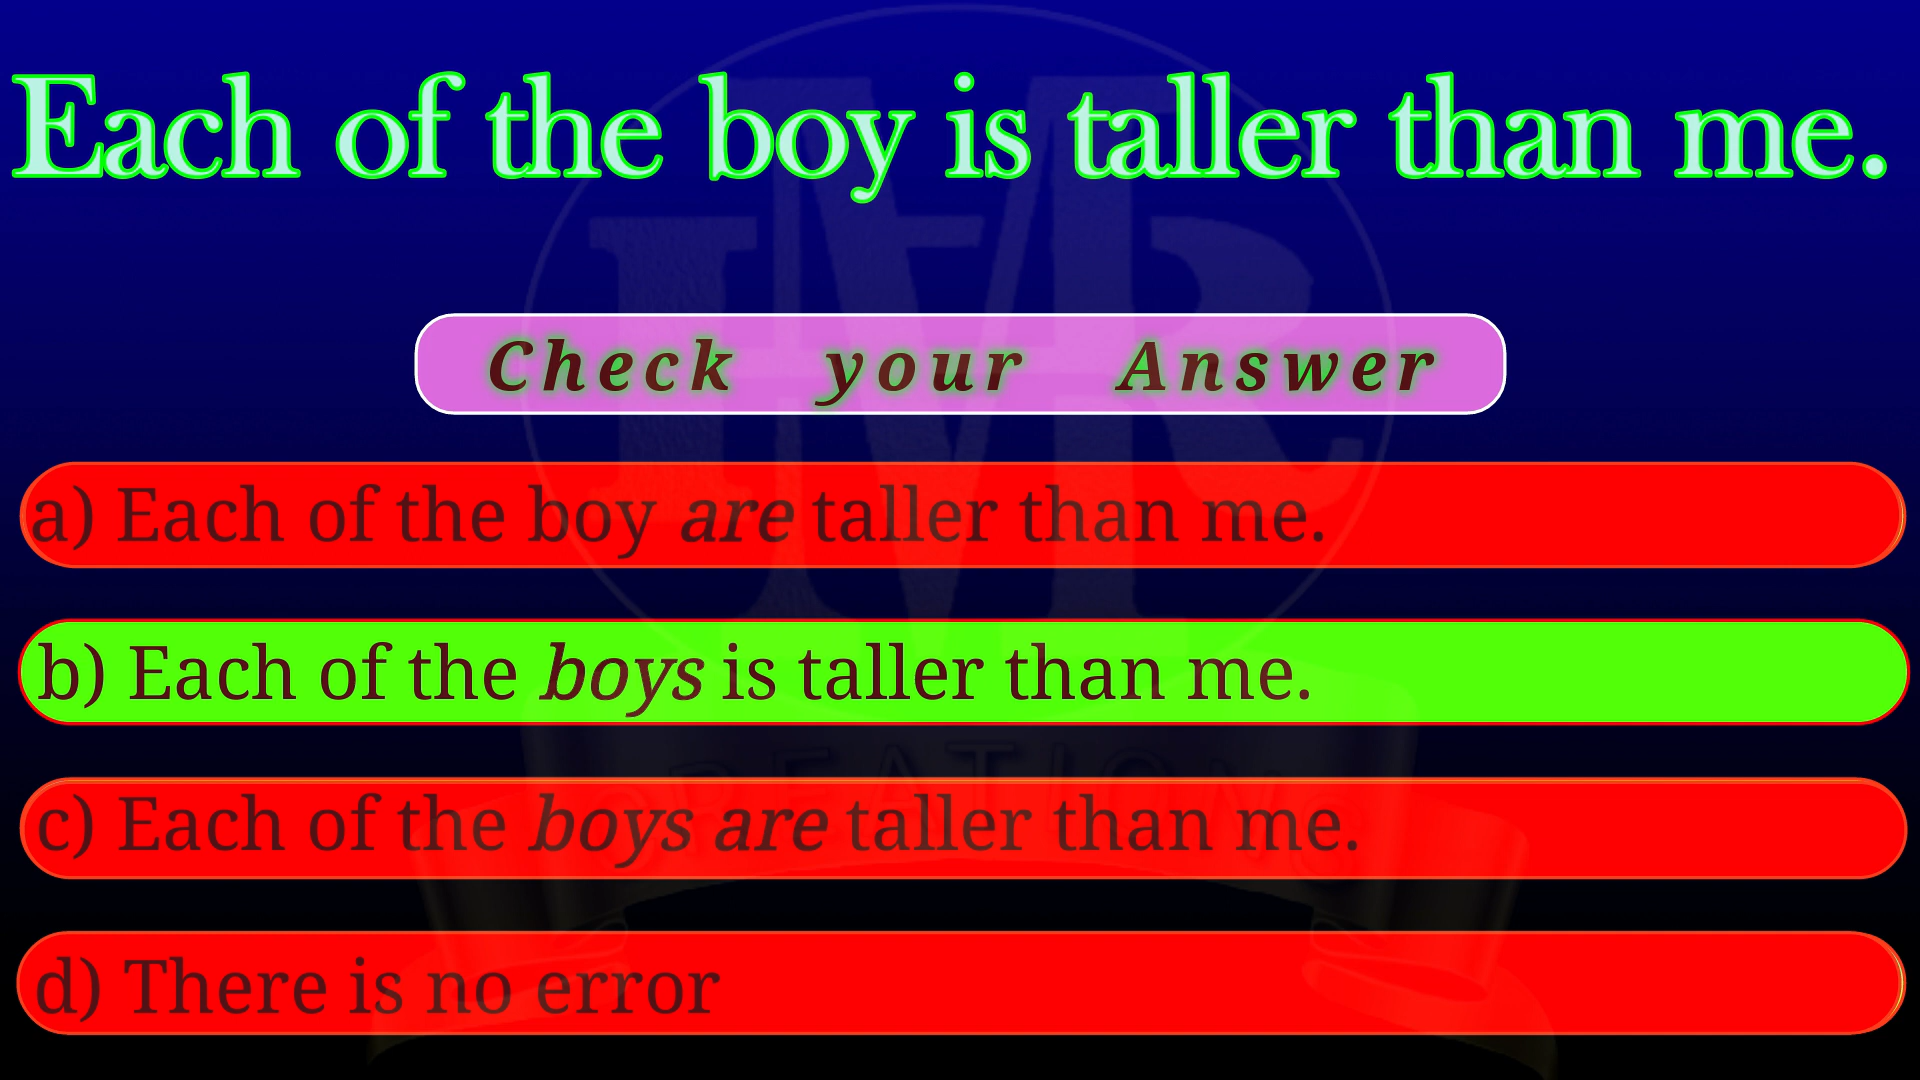 Each of the boy is taller than me.
Check your Answer
a) Each of the boy are taller than me.
b) Each of the boys is taller than me.
c) Each of the boys are taller than me.
d) There is no error
CREATIONS